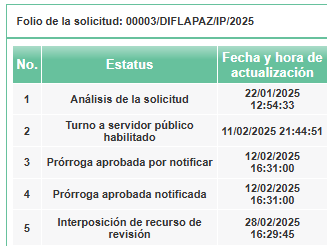 Folio de la solicitud: 00003/DIFLAPAZ/IP/2025
No. Estatus Fecha y hora de
actualización
1 Análisis de la solicitud 22/01/2025
12:54:33
2 Turno a servidor público
habilitado 11/02/2025 21:44:51
3 Prórroga aprobada por notificar 12/02/2025
16:31:00
4 Prórroga aprobada notificada 12/02/2025
16:31:00
5 Interposición de recurso de
revisión 28/02/2025
16:29:45